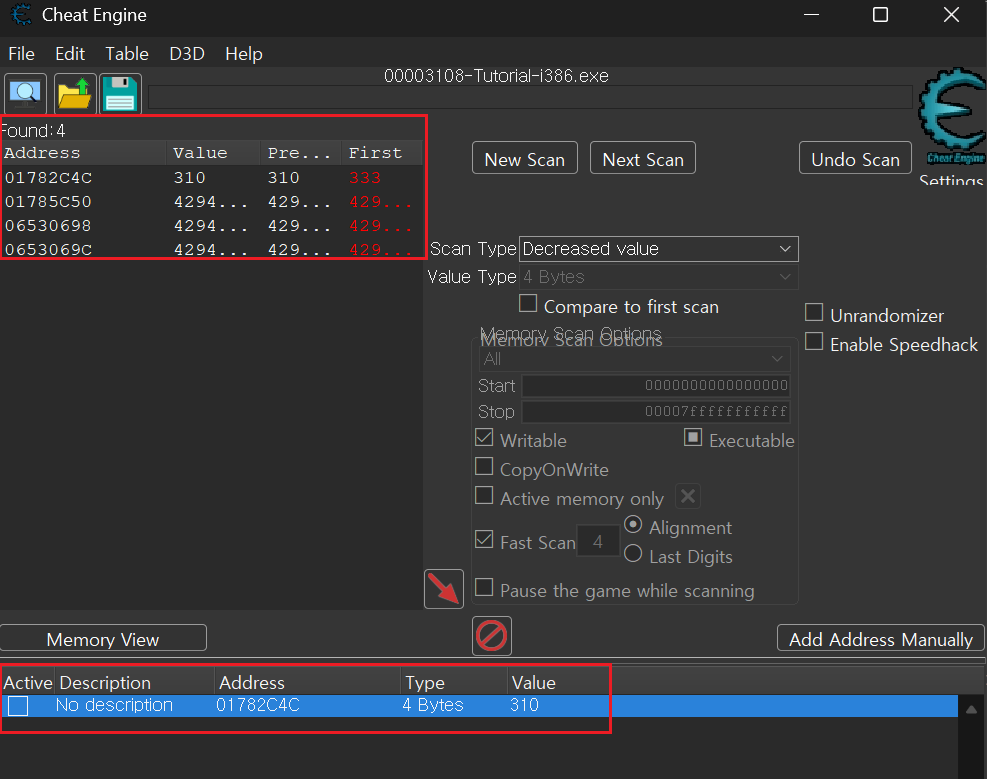 Cheat Engine
File Edit Table D3D Help
00003108-Tutorial-i386.exe
Found:4
Address Value Pre... First
01782C4C 310 310 333
01785C50 4294... 429... 429...
06530698 4294... 429... 429...
0653069C 4294... 429... 429...
New Scan Next Scan Undo Scan
Cheat Engine
Settings
Scan Type Decreased value
Value Type 4 Bytes
Compare to first scan
Unrandomizer
Enable Speedhack
Memory Scan Options
Memory Scan Options
All
Start 0000000000000000
Stop 00007fffffffffff
Writable Executable
CopyOnWrite
Active memory only
Fast Scan 4 Alignment
Last Digits
Pause the game while scanning
Memory View Add Address Manually
Active Description Address Type Value
No description 01782C4C 4 Bytes 310